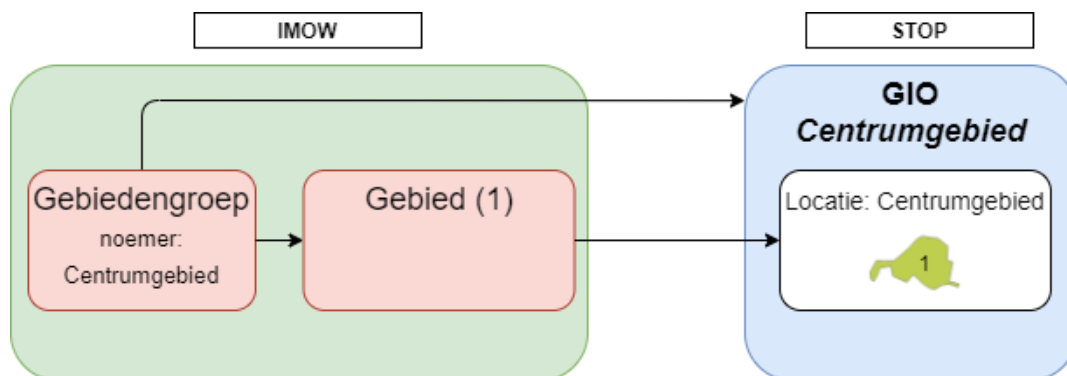 IMOW
STOP
GIO
Centrumgebied
Gebiedengroep
noemer:
Centrumgebied
Gebied (1)
Locatie: Centrumgebied
1